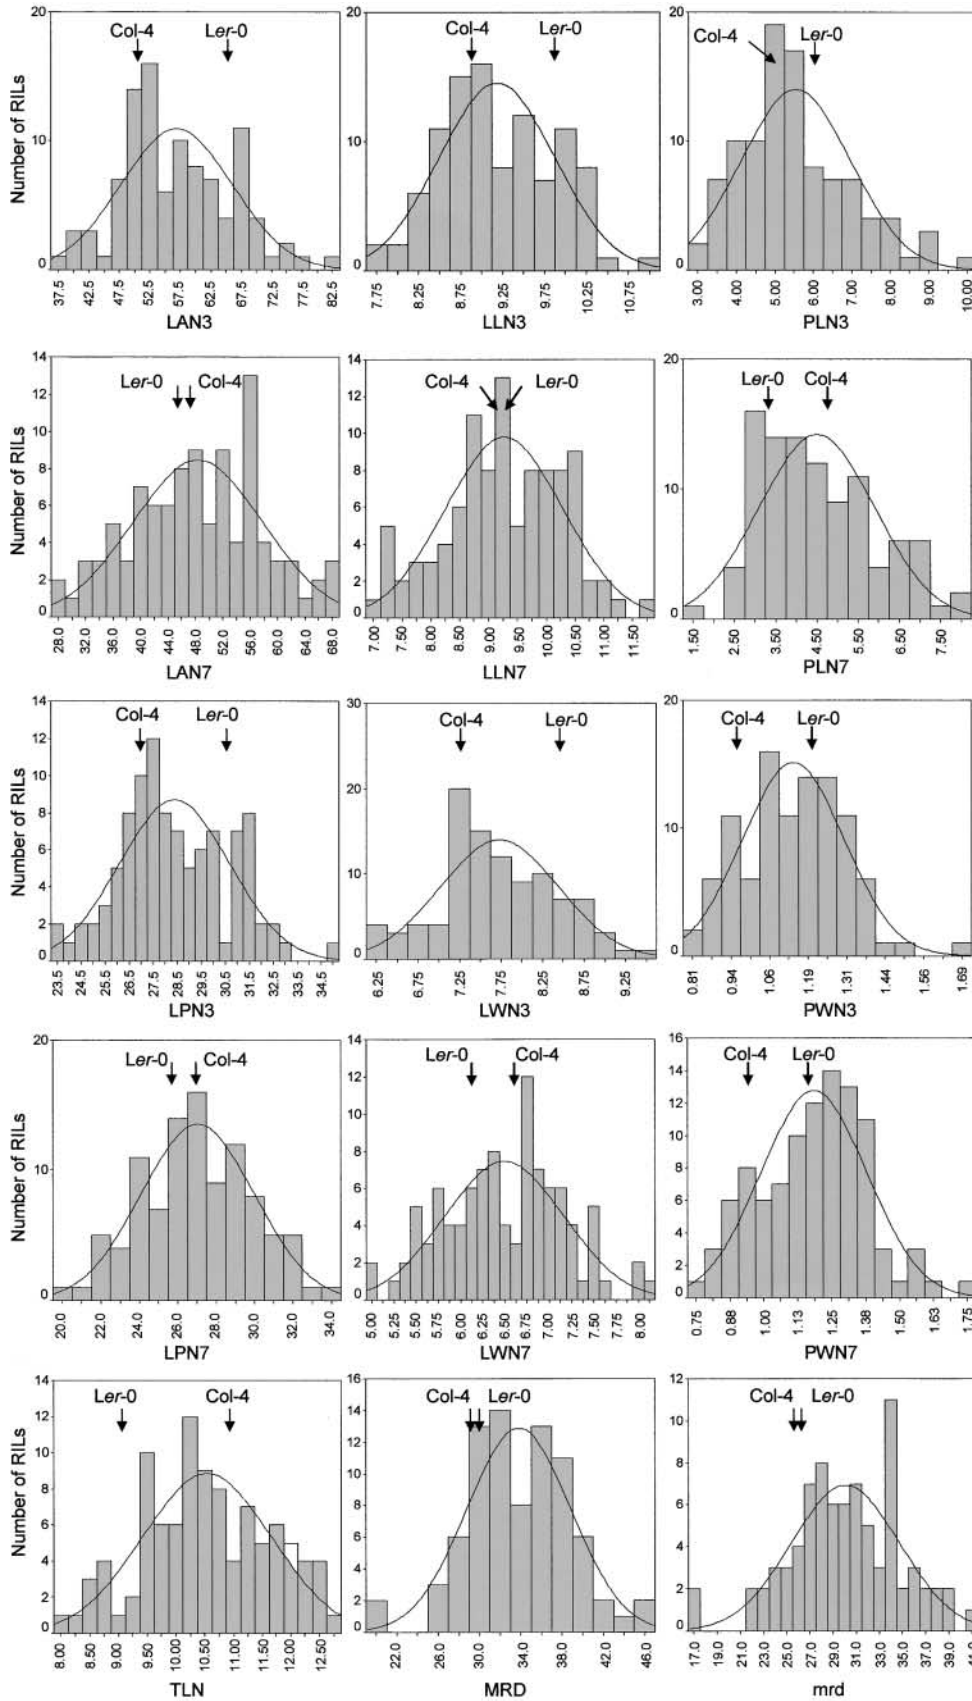 20 20 20
Col-4 Ler-0 Col-4 Ler-0 Col-4 Ler-0
Number of RILs
10 10 10
0 0 0
37.5 42.5 47.5 52.5 57.5 62.5 67.5 72.5 77.5 82.5
7.75 8.25 8.75 9.25 9.75 10.25 10.75
3.00 4.00 5.00 6.00 7.00 8.00 9.00 10.00
LAN3 LLN3 PLN3
14 14 20
Ler-0 Col-4 Col-4 Ler-0 Ler-0 Col-4
12 12
Number of RILs
10 10 10
8 8
6 6
4 4
2 2
0 0 0
28.0 32.0 36.0 40.0 44.0 48.0 52.0 56.0 60.0 64.0 68.0
7.00 7.50 8.00 8.50 9.00 9.50 10.00 10.50 11.00 11.50
1.50 2.50 3.50 4.50 5.50 6.50 7.50
LAN7 LLN7 PLN7
14 30 20
Col-4 Ler-0 Col-4 Ler-0 Col-4 Ler-0
12
Number of RILs
10 20 10
8
6 10
4
2
0 0 0
23.5 24.5 25.5 26.5 27.5 28.5 29.5 30.5 31.5 32.5 33.5 34.5
6.25 7.25 7.75 8.25 8.75 9.25
0.81 0.94 1.06 1.19 1.31 1.44 1.56 1.69
LPN3 LWN3 PWN3
20 14 16
Ler-0 Col-4 Ler-0 Col-4 Col-4 Ler-0
12 14
Number of RILs
10 10 12
8 10
6 8
4 6
2 4
0 0 2
0
20.0 22.0 24.0 26.0 28.0 30.0 32.0 34.0
5.00 5.25 5.50 5.75 6.00 6.25 6.50 6.75 7.00 7.25 7.50 7.75 8.00
0.75 0.88 1.00 1.13 1.25 1.38 1.50 1.63 1.75
LPN7 LWN7 PWN7
14 16 12
Ler-0 Col-4 Col-4 Ler-0 Col-4 Ler-0
12 14 10
Number of RILs
10 12 8
8 10 6
6 8 4
4 6 2
2 4 0
0 2
0
8.00 9.00 9.50 10.00 10.50 11.00 11.50 12.00 12.50
22.0 26.0 30.0 34.0 38.0 42.0 46.0
17.0 19.0 21.0 23.0 25.0 27.0 29.0 31.0 33.0 35.0 37.0 39.0
TLN MRD mrd